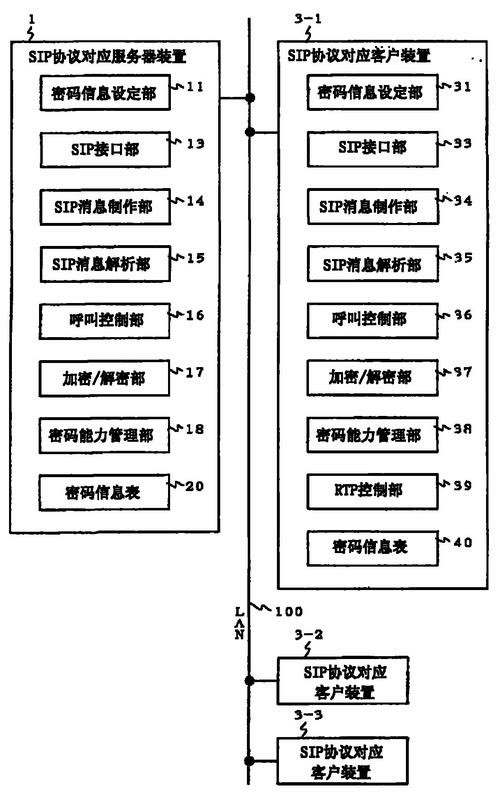 1
SIP协议对应服务器装置
密码信息设定部
11
SIP接口部
13
SIP消息制作部
14
SIP消息解析部
15
呼叫控制部
16
加密/解密部
17
密码能力管理部
18
密码信息表
20
3-1
SIP协议对应客户装置
密码信息设定部
31
SIP接口部
33
SIP消息制作部
34
SIP消息解析部
35
呼叫控制部
36
加密/解密部
37
密码能力管理部
38
RTP控制部
39
密码信息表
40
LAN
100
3-2
SIP协议对应
客户装置
3-3
SIP协议对应
客户装置